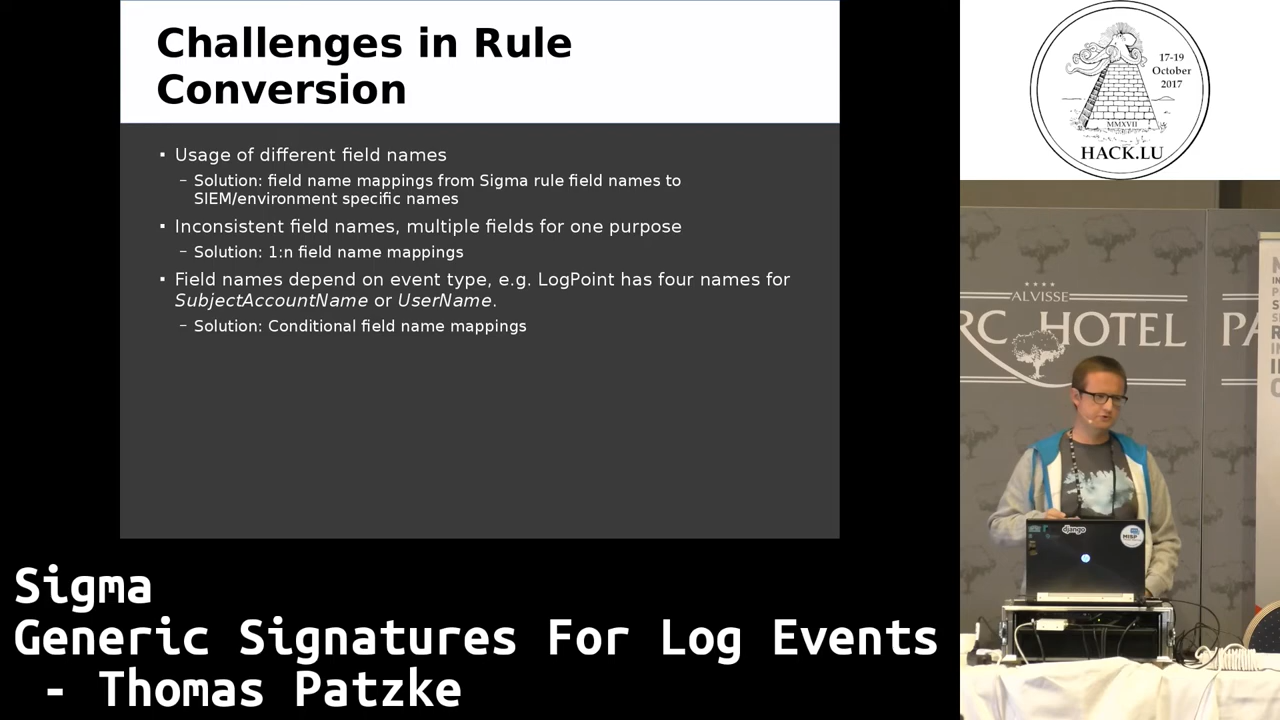 Challenges in Rule
Conversion
▪ Usage of different field names
– Solution: field name mappings from Sigma rule field names to
SIEM/environment specific names
▪ Inconsistent field names, multiple fields for one purpose
– Solution: 1:n field name mappings
▪ Field names depend on event type, e.g. LogPoint has four names for
SubjectAccountName or UserName.
– Solution: Conditional field name mappings
Sigma
Generic Signatures For Log Events
- Thomas Patzke
17-19
October
2017
MMXVII
HACK.LU
ALVISSE
RC HOTEL
PA
django
MISP